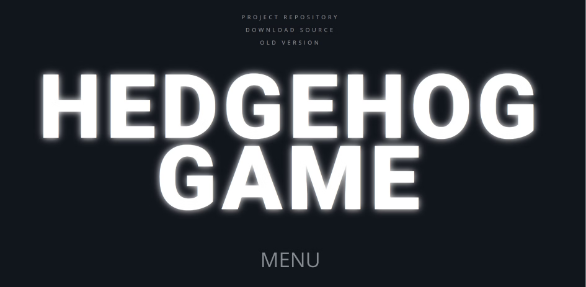 PROJECT REPOSITORY
DOWNLOAD SOURCE
OLD VERSION
HEDGEHOG
GAME
MENU